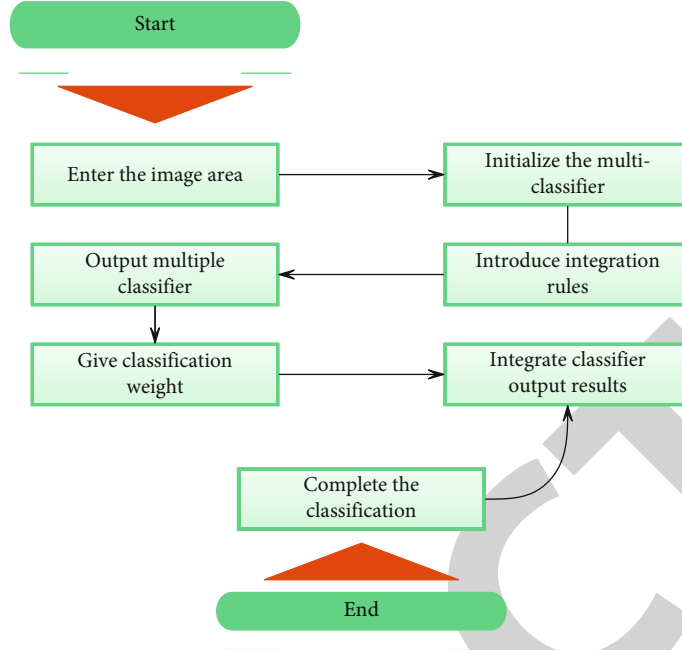 Start
Enter the image area
Initialize the multi-
classifier
Output multiple
classifier
Introduce integration
rules
Give classification
weight
Integrate classifier
output results
Complete the
classification
End